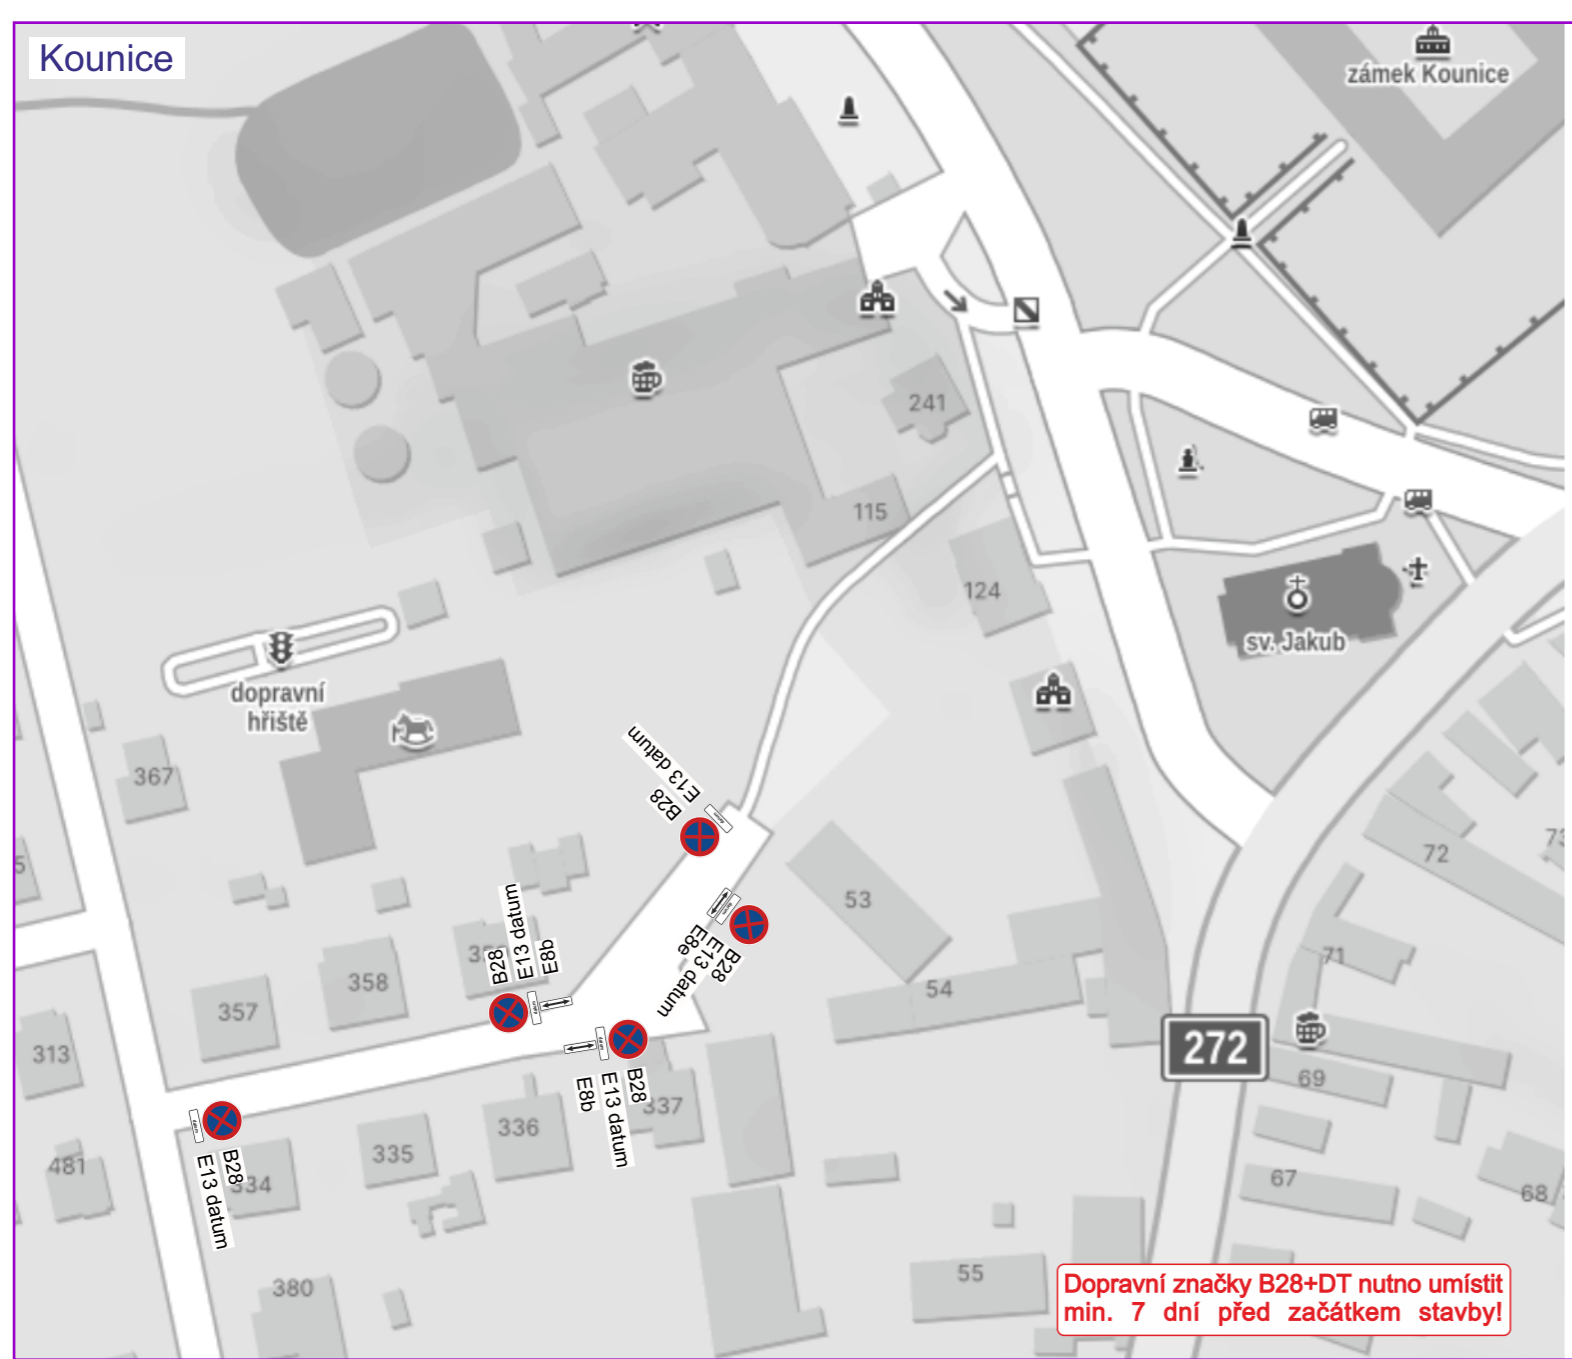 Kounice
zámek Kounice
241
115
124
sv. Jakub
dopravní
hřiště
367
E13 datum
B28
72
53
B28
E13 datum
E8b
B28
E13 datum
E8e
71
358
357
54
313
272
69
B28
E13 datum
E8b
337
336
335
481
B28
E13 datum
334
67
68
55
380
Dopravní značky B28+DT nutno umístit
min. 7 dní před začátkem stavby!